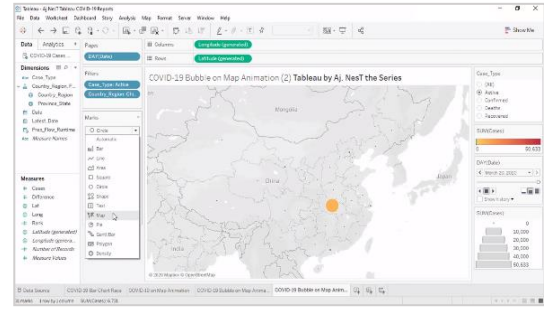 Tableau - Aj NesT Tableau COVID-19 Reports
File Data Worksheet Dashboard Story Analysis Map Format Server Window Help
Show Me
Data Analytics
COVID-19 Cases
Dimensions
Case_Type
Country_Region_P...
Country_Region
Province_State
Date
Latest_Date
Prep_Flow_Runtime
Measure Names
Measures
Cases
Difference
Lat
Long
Rank
Latitude (generated)
Longitude (genera...
Number of Records
Measure Values
Pages
DAY(Date)
Filters
Case_Type: Active
Marks
Circle
Automatic
Bar
Line
Area
Square
Circle
Shape
Text
Map
Pie
Gantt Bar
Polygon
Density
Columns
Longitude (generated)
Rows
Latitude (generated)
COVID-19 Bubble on Map Animation (2) Tableau by Aj. NesT the Series
Mongolia
China
Japan
India
© 2020 Mapbox © OpenStreetMap
Case_Type
(All)
Active
Confirmed
Deaths
Recovered
SUM(Cases)
0
60,633
DAY(Date)
Show history
SUM(Cases)
0
10,000
20,000
30,000
40,000
60,633
Data Source
COVID-19 Bar Chart Race
COVID-19 on Map Animation
COVID-19 Bubble on Map Anima...
COVID-19 Bubble on Map Anim...